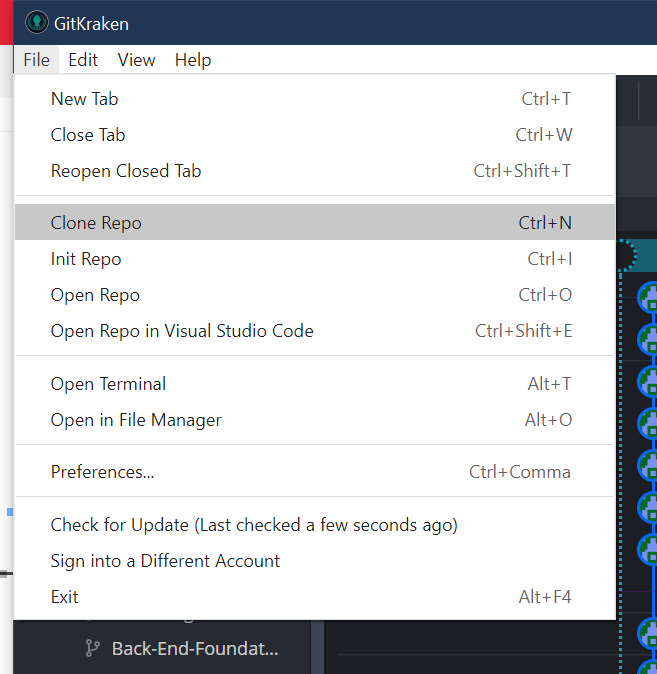 GitKraken
File Edit View Help
New Tab Ctrl+T
Close Tab Ctrl+W
Reopen Closed Tab Ctrl+Shift+T
Clone Repo Ctrl+N
Init Repo Ctrl+I
Open Repo Ctrl+O
Open Repo in Visual Studio Code Ctrl+Shift+E
Open Terminal Alt+T
Open in File Manager Alt+O
Preferences... Ctrl+Comma
Check for Update (Last checked a few seconds ago)
Sign into a Different Account
Exit Alt+F4
Back-End-Foundat...